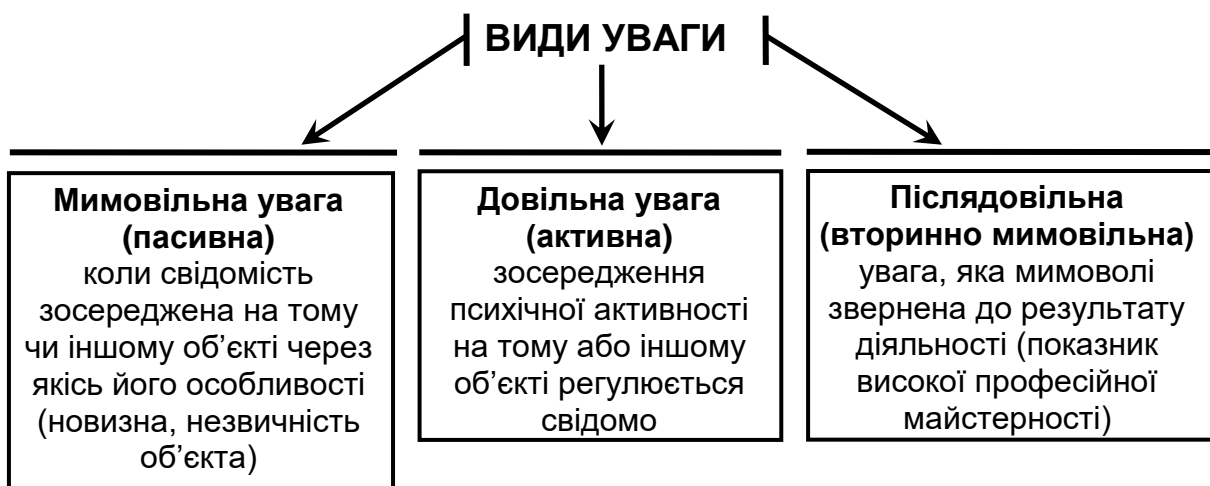 ВИДИ УВАГИ
Мимовільна увага
(пасивна)
коли свідомість
зосереджена на тому
чи іншому об’єкті через
якісь його особливості
(новизна, незвичність
об’єкта)
Довільна увага
(активна)
зосередження
психічної активності
на тому або іншому
об’єкті регулюється
свідомо
Післядовільна
(вторинно мимовільна)
увага, яка мимоволі
звернена до результату
діяльності (показник
високої професійної
майстерності)